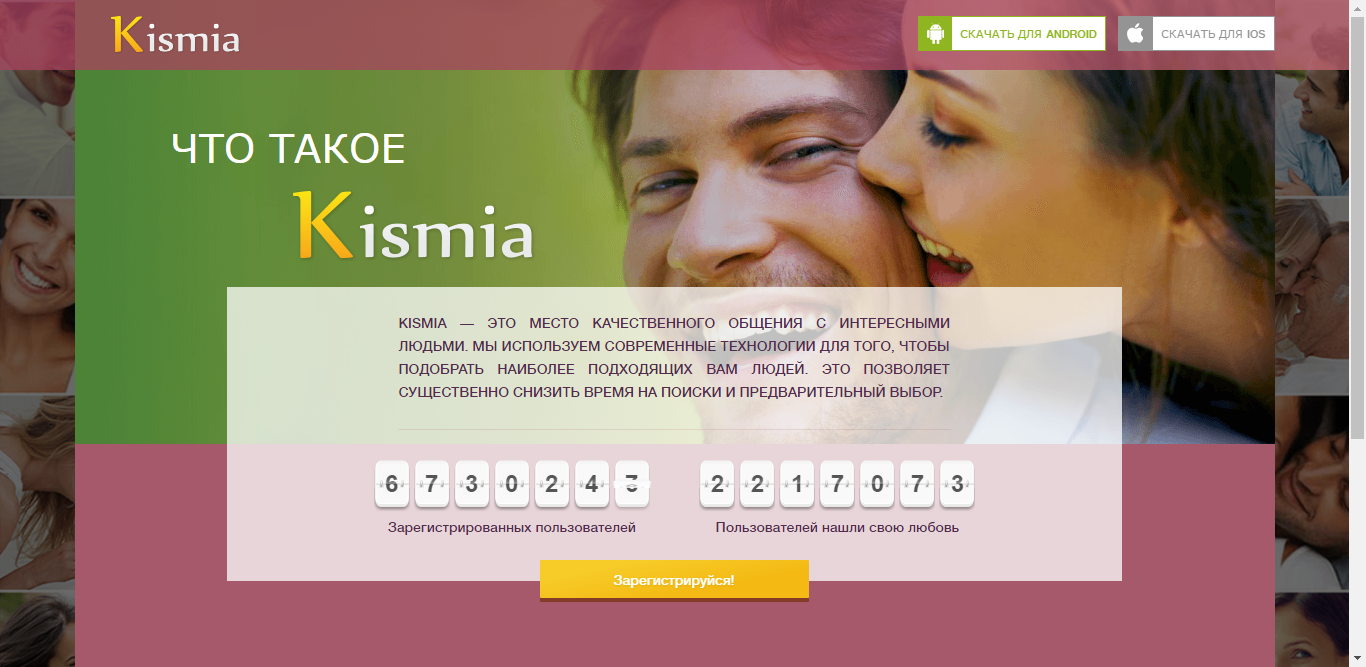 Kismia
СКАЧАТЬ ДЛЯ ANDROID
СКАЧАТЬ ДЛЯ IOS
ЧТО ТАКОЕ
Kismia
KISMIA — ЭТО МЕСТО КАЧЕСТВЕННОГО ОБЩЕНИЯ С ИНТЕРЕСНЫМИ
ЛЮДЬМИ. МЫ ИСПОЛЬЗУЕМ СОВРЕМЕННЫЕ ТЕХНОЛОГИИ ДЛЯ ТОГО, ЧТОБЫ
ПОДОБРАТЬ НАИБОЛЕЕ ПОДХОДЯЩИХ ВАМ ЛЮДЕЙ. ЭТО ПОЗВОЛЯЕТ
СУЩЕСТВЕННО СНИЗИТЬ ВРЕМЯ НА ПОИСКИ И ПРЕДВАРИТЕЛЬНЫЙ ВЫБОР.
6 7 3 0 2 4
2 2 1 7 0 7 3
Зарегистрированных пользователей
Пользователей нашли свою любовь
Зарегистрируйся!